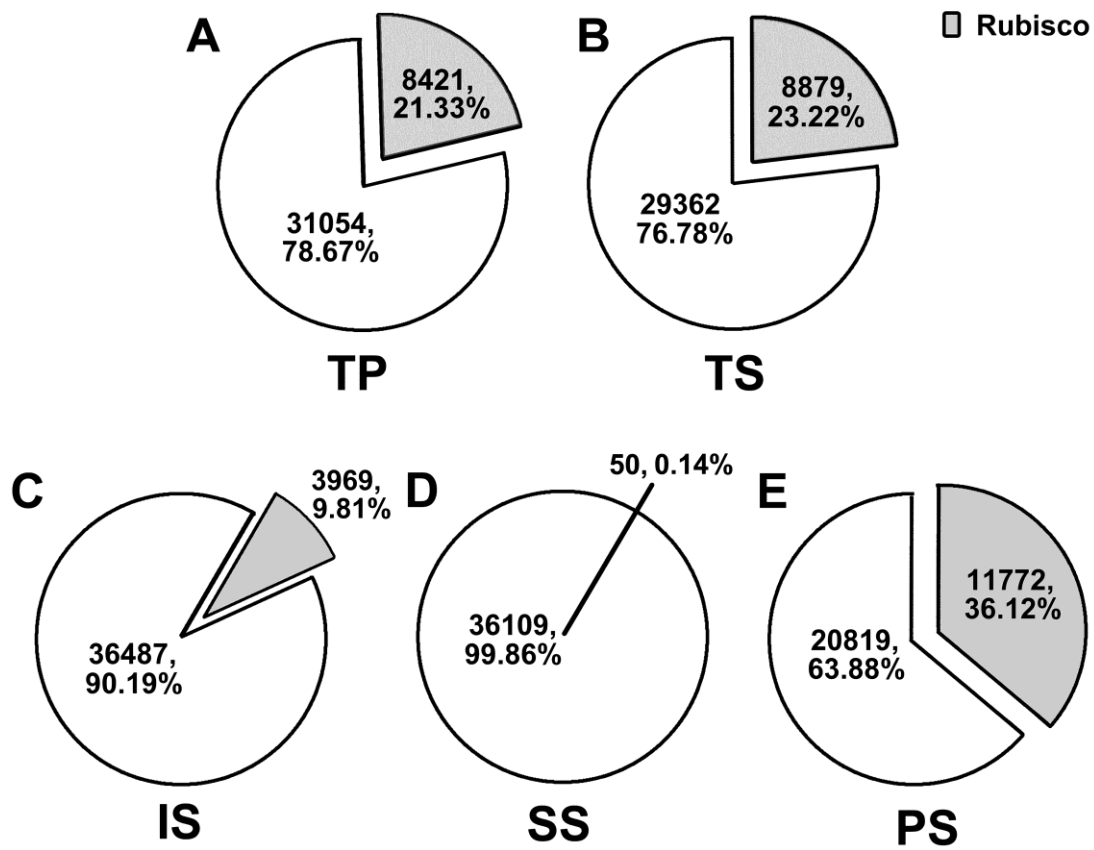 A
8421,
21.33%
31054,
78.67%
TP
B
8879,
23.22%
29362
76.78%
TS
Rubisco
C
3969,
9.81%
36487,
90.19%
IS
D
50, 0.14%
36109,
99.86%
SS
E
11772,
36.12%
20819,
63.88%
PS